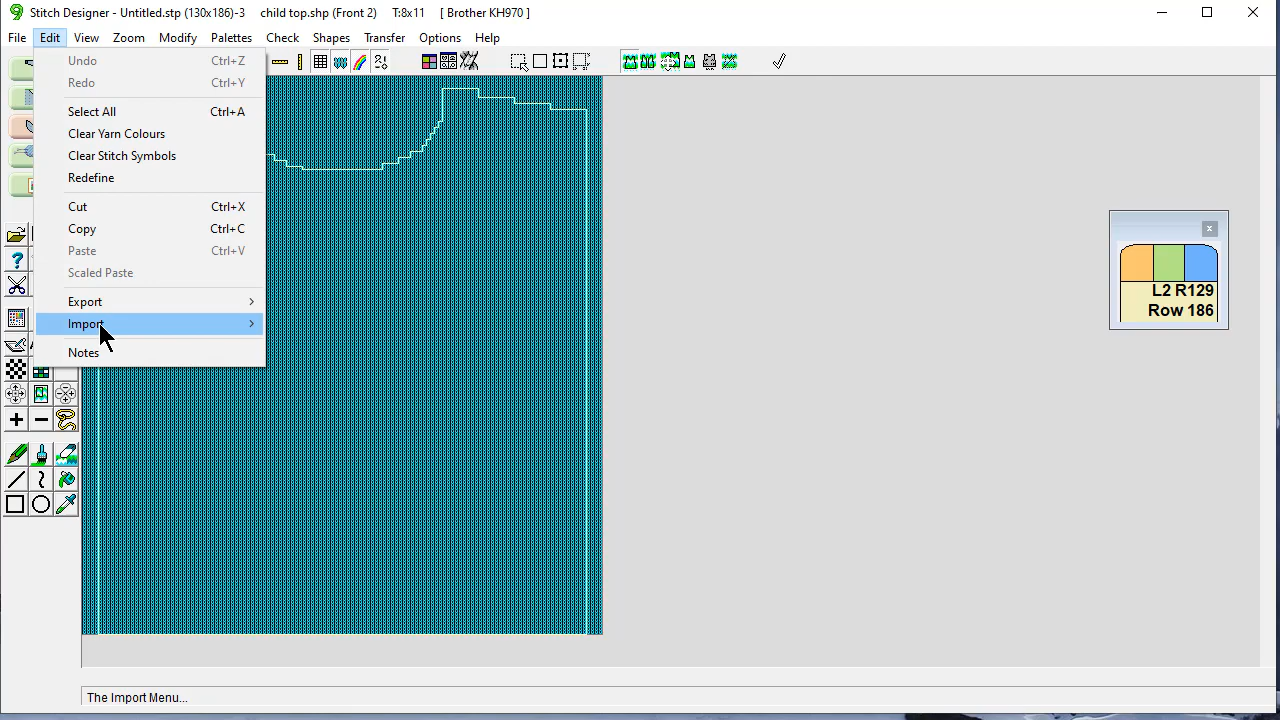 Stitch Designer - Untitled.stp (130x186)-3 child top.shp (Front 2) T:8x11 [ Brother KH970 ]
File Edit View Zoom Modify Palettes Check Shapes Transfer Options Help
Undo Ctrl+Z
Redo Ctrl+Y
Select All Ctrl+A
Clear Yarn Colours
Clear Stitch Symbols
Redefine
Cut Ctrl+X
Copy Ctrl+C
Paste Ctrl+V
Scaled Paste
Export
Import
Notes
L2 R129
Row 186
The Import Menu...